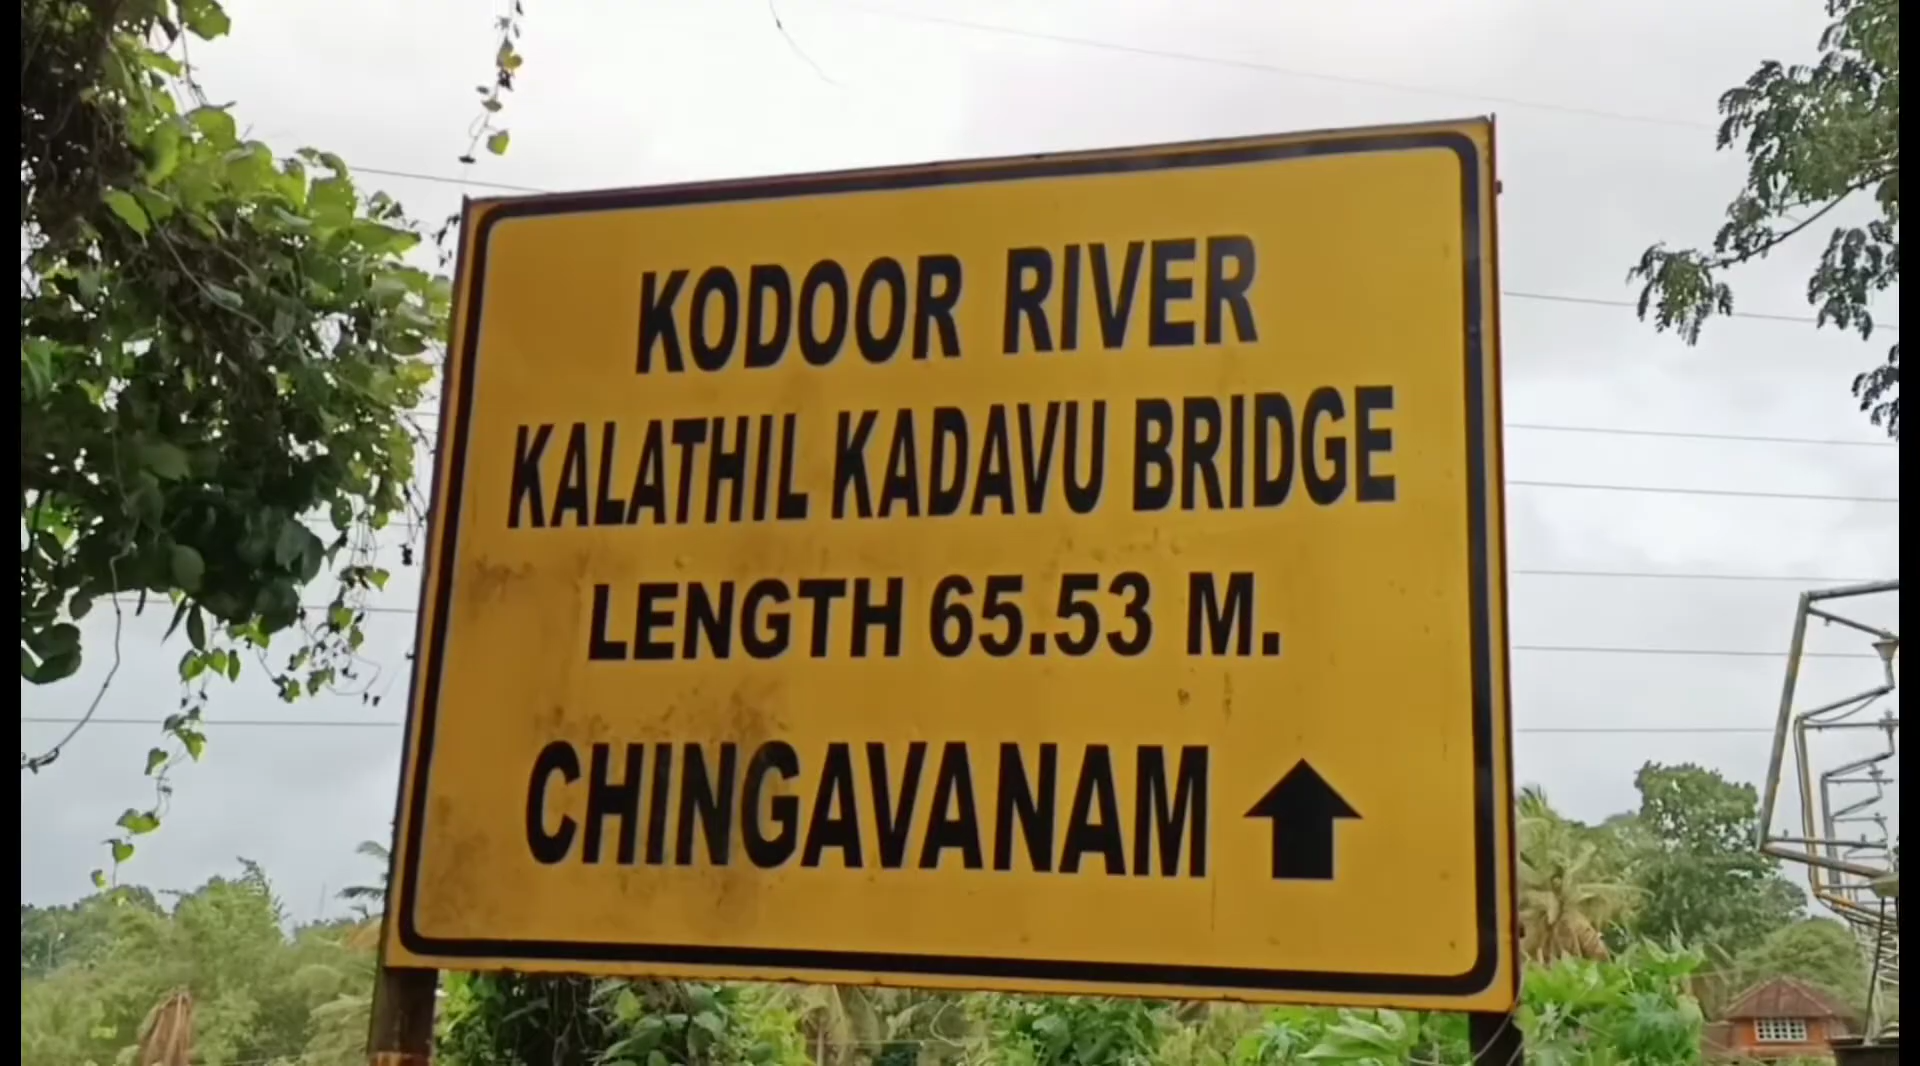 KODOOR RIVER
KALATHIL KADAVU BRIDGE
LENGTH 65.53 M.
CHINGAVANAM